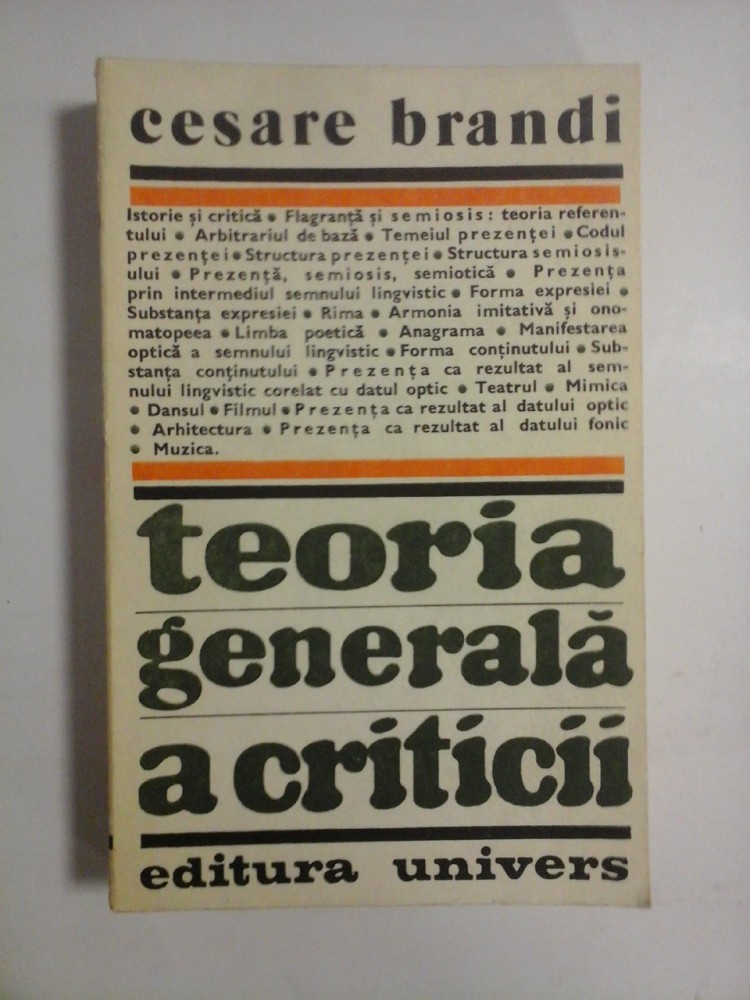 cesare brandi
Istorie și critică • Flagranță și semiosis: teoria referen-
tului • Arbitrariul de bază • Temeiul prezenței • Codul
prezenței • Structura prezenței • Structura semiosis-
ului • Prezență, semiosis, semiotică • Prezența
prin intermediul semnului lingvistic • Forma expresiei •
Substanța expresiei • Rima • Armonia imitativă și ono-
matopeea • Limba poetică • Anagrama • Manifestarea
optică a semnului lingvistic • Forma conținutului • Sub-
stanța conținutului • Prezența ca rezultat al sem-
nului lingvistic corelat cu datul optic • Teatrul • Mimica
• Dansul • Filmul • Prezența ca rezultat al datului optic
• Arhitectura • Prezența ca rezultat al datului fonic
• Muzica.
teoria
generală
a criticii
editura univers